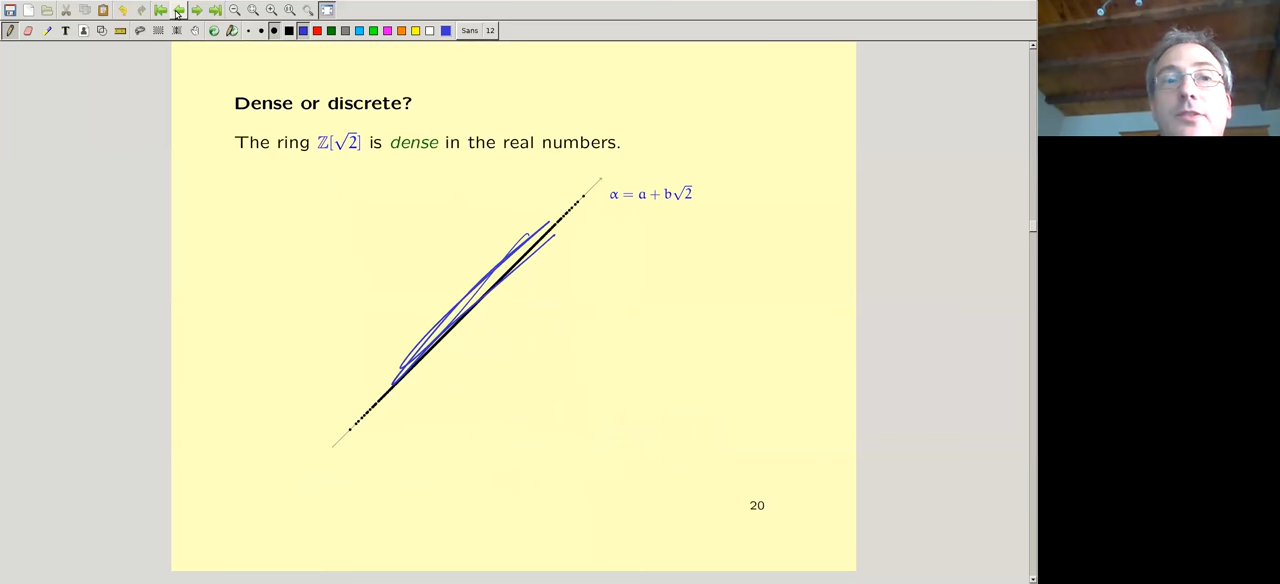 T
Sans 12
Dense or discrete?
The ring ℤ[√2] is dense in the real numbers.
α = a + b√2
20